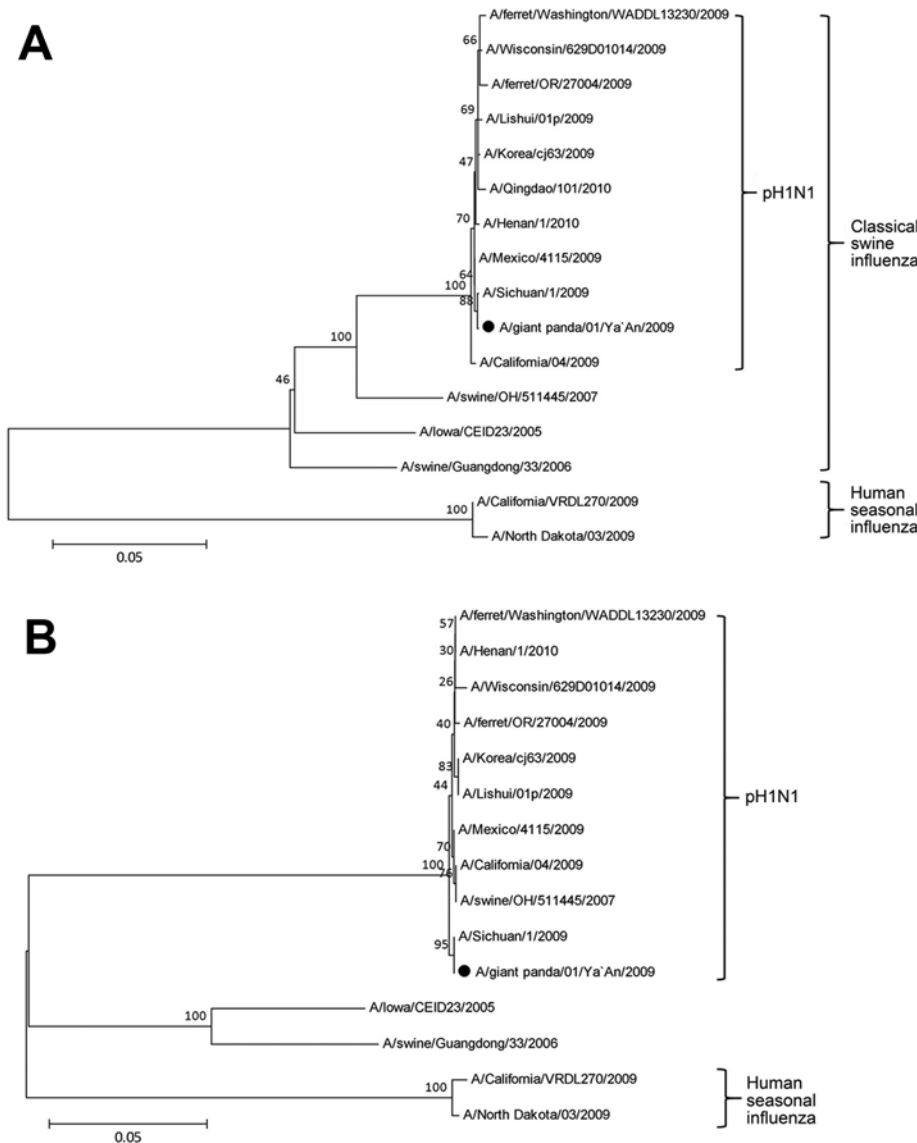 A
A/ferret/Washington/WADDL13230/2009
66
A/Wisconsin/629D01014/2009
A/ferret/OR/27004/2009
69
A/Lishui/01p/2009
A/Korea/cj63/2009
47
A/Qingdao/101/2010
pH1N1
70
A/Henan/1/2010
Classical
swine
influenza
A/Mexico/4115/2009
64
100
A/Sichuan/1/2009
88
A/giant panda/01/Ya`An/2009
100
A/California/04/2009
46
A/swine/OH/511445/2007
A/Iowa/CEID23/2005
A/swine/Guangdong/33/2006
A/California/VRDL270/2009
100
Human
seasonal
influenza
A/North Dakota/03/2009
0.05
B
A/ferret/Washington/WADDL13230/2009
57
30
A/Henan/1/2010
26
A/Wisconsin/629D01014/2009
40
A/ferret/OR/27004/2009
A/Korea/cj63/2009
83
44
A/Lishui/01p/2009
pH1N1
A/Mexico/4115/2009
70
100
76
A/California/04/2009
A/swine/OH/511445/2007
A/Sichuan/1/2009
95
A/giant panda/01/Ya`An/2009
A/Iowa/CEID23/2005
100
A/swine/Guangdong/33/2006
A/California/VRDL270/2009
100
Human
seasonal
influenza
A/North Dakota/03/2009
0.05